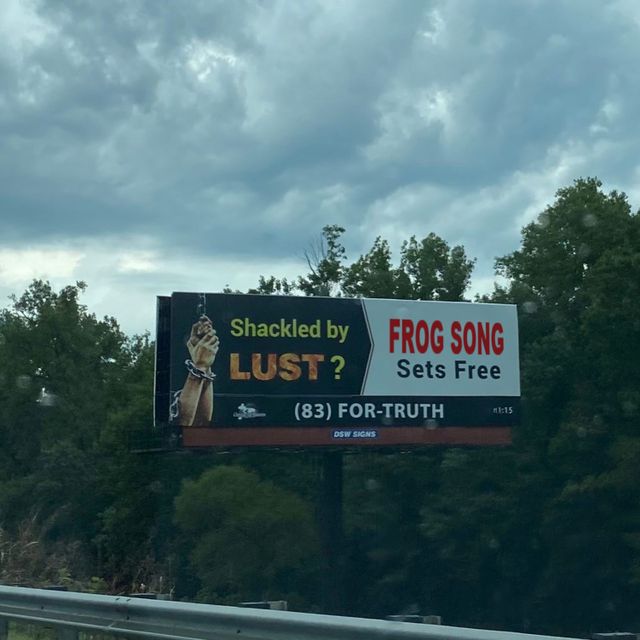 Shackled by
LUST?
FROG SONG
Sets Free
(83) FOR-TRUTH
DSW SIGNS